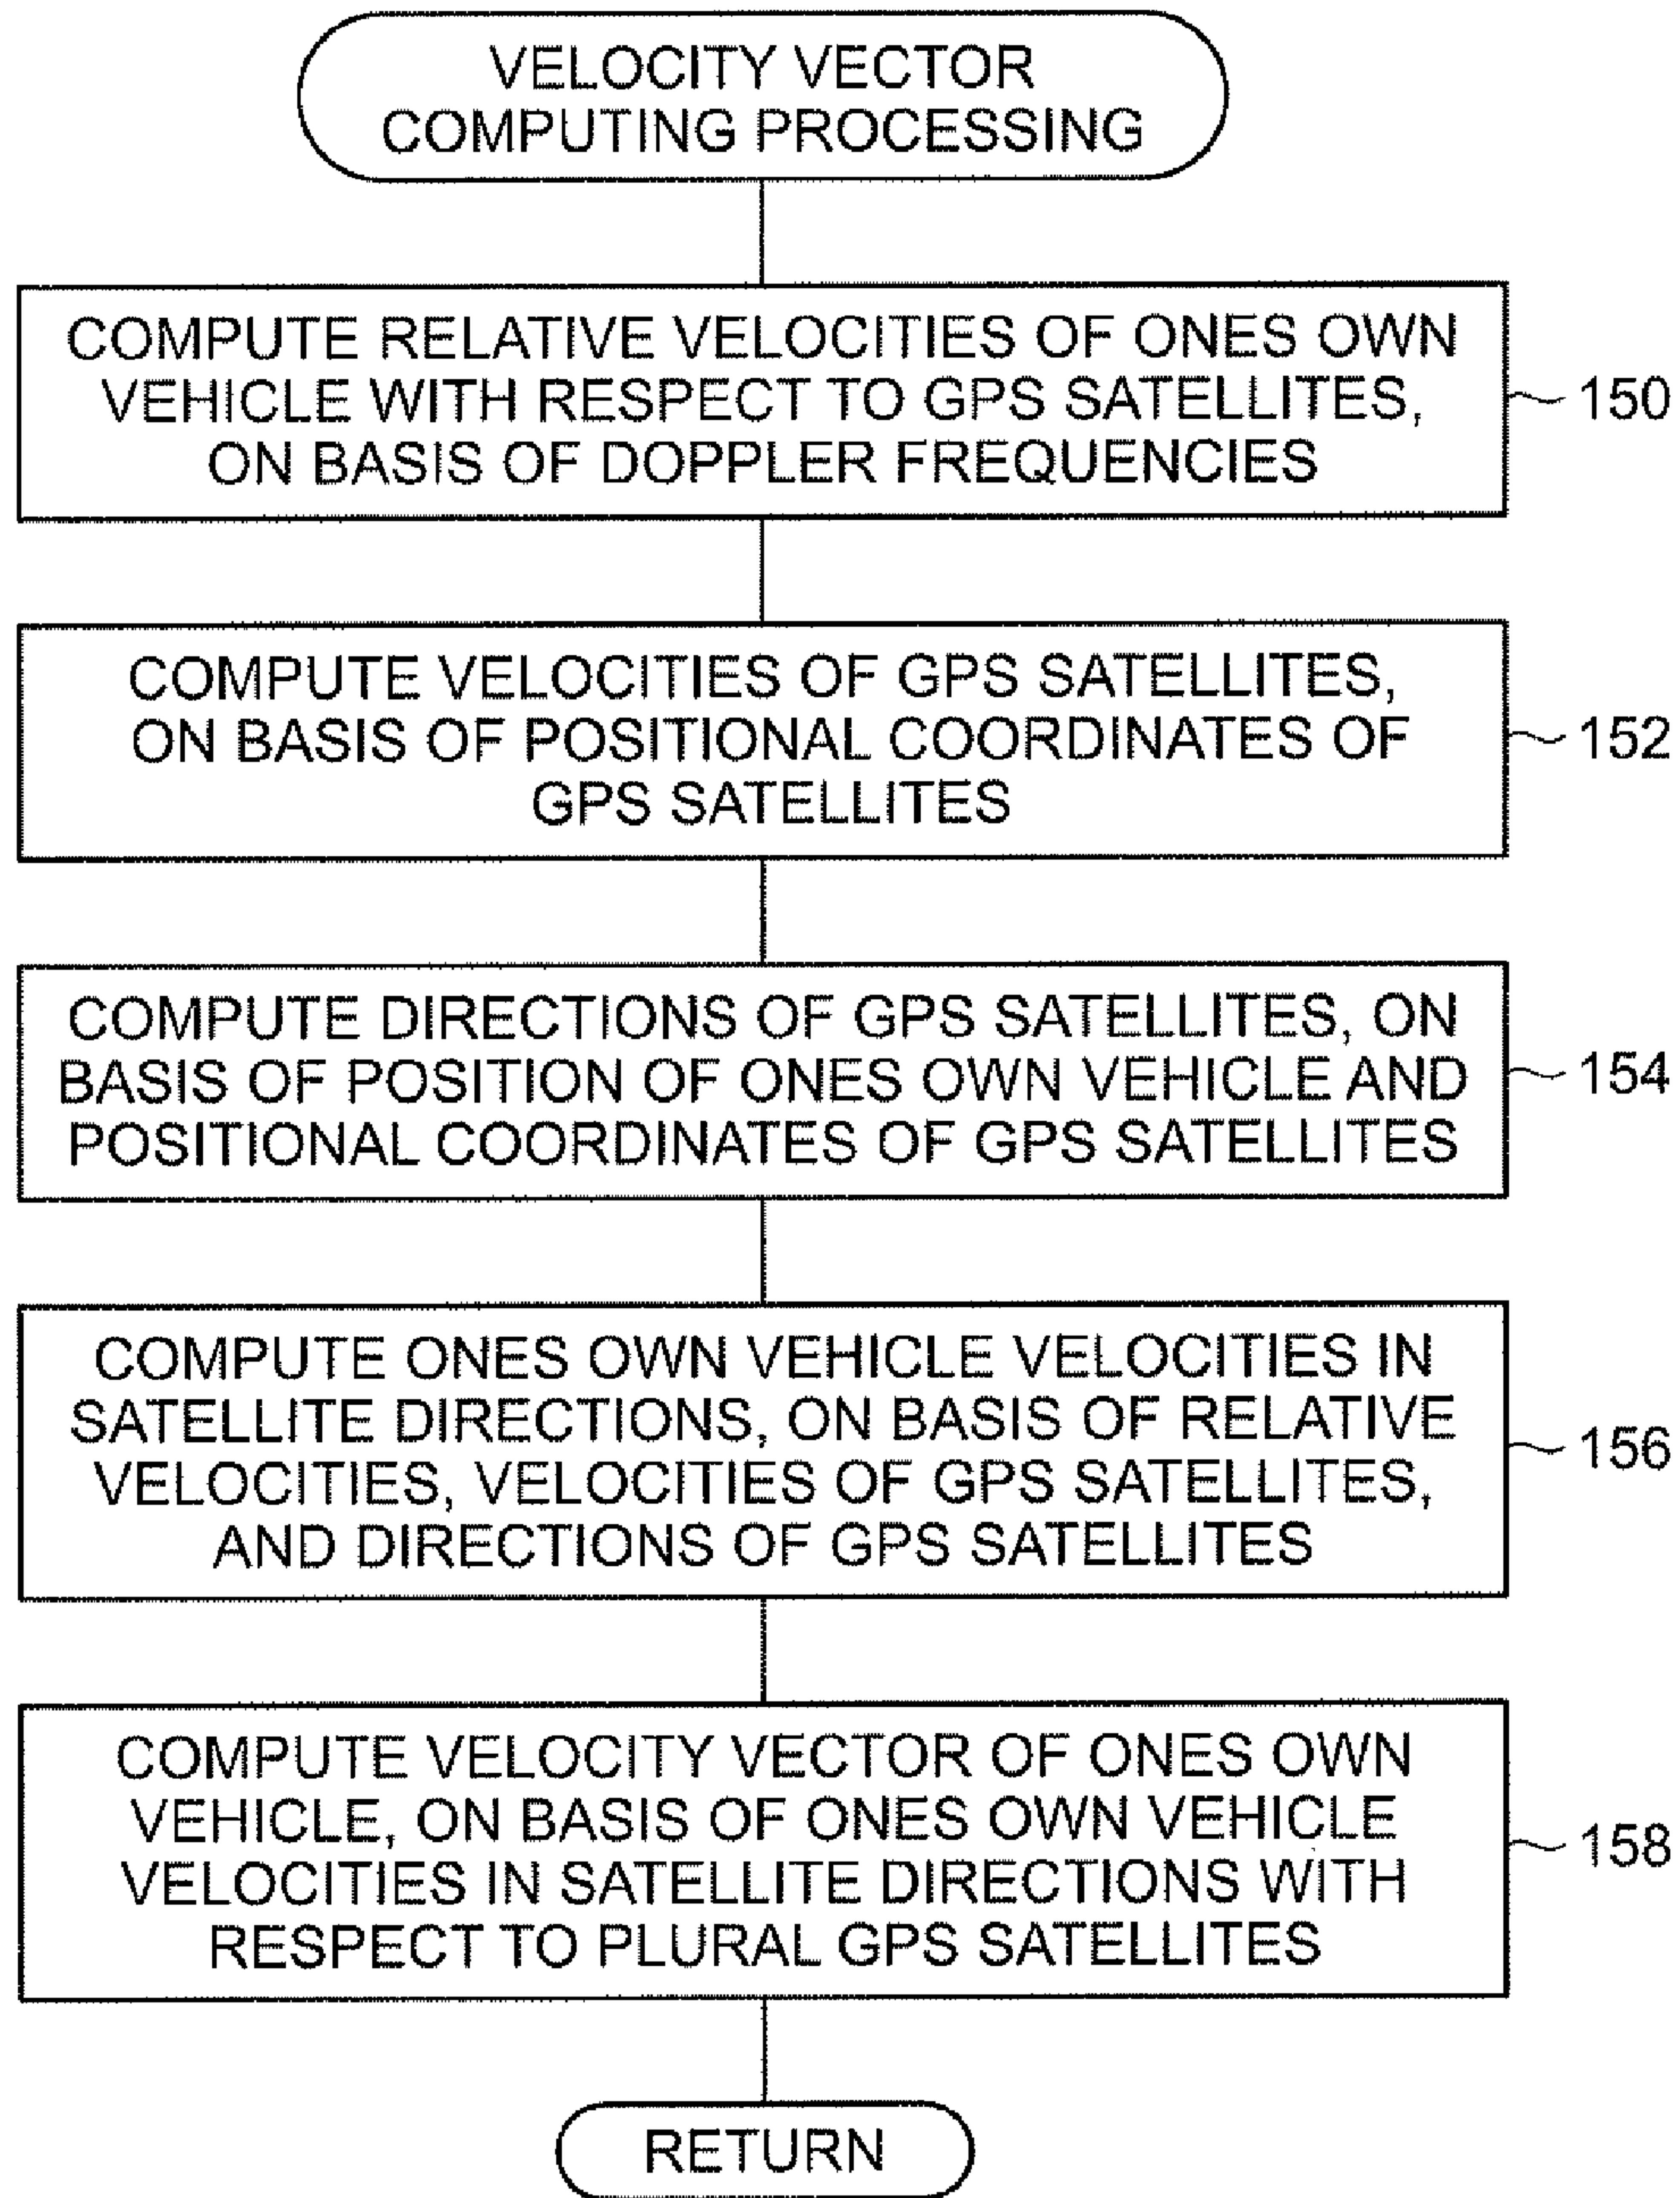 VELOCITY VECTOR
COMPUTING PROCESSING
COMPUTE RELATIVE VELOCITIES OF ONES OWN
VEHICLE WITH RESPECT TO GPS SATELLITES,
ON BASIS OF DOPPLER FREQUENCIES
150
COMPUTE VELOCITIES OF GPS SATELLITES,
ON BASIS OF POSITIONAL COORDINATES OF
GPS SATELLITES
152
COMPUTE DIRECTIONS OF GPS SATELLITES, ON
BASIS OF POSITION OF ONES OWN VEHICLE AND
POSITIONAL COORDINATES OF GPS SATELLITES
154
COMPUTE ONES OWN VEHICLE VELOCITIES IN
SATELLITE DIRECTIONS, ON BASIS OF RELATIVE
VELOCITIES, VELOCITIES OF GPS SATELLITES,
AND DIRECTIONS OF GPS SATELLITES
156
COMPUTE VELOCITY VECTOR OF ONES OWN
VEHICLE, ON BASIS OF ONES OWN VEHICLE
VELOCITIES IN SATELLITE DIRECTIONS WITH
RESPECT TO PLURAL GPS SATELLITES
158
RETURN